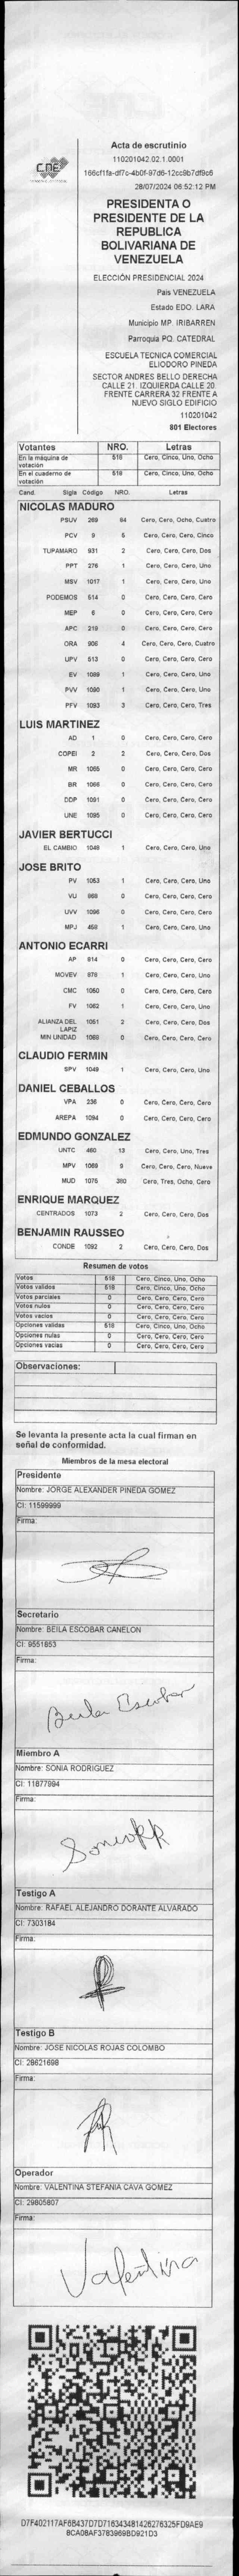 CNE
Acta de escrutinio
110201042.02.1.0001
166cf1fa-df7c-4b0f-97d6-12cc9b7df9c6
28/07/2024 06:52:12 PM
PRESIDENTA O
PRESIDENTE DE LA
REPUBLICA
BOLIVARIANA DE
VENEZUELA
ELECCIÓN PRESIDENCIAL 2024
Pais VENEZUELA
Estado EDO. LARA
Municipio MP. IRIBARREN
Parroquia PQ. CATEDRAL
ESCUELA TECNICA COMERCIAL
ELIODORO PINEDA
SECTOR ANDRES BELLO DERECHA
CALLE 21. IZQUIERDA CALLE 20.
FRENTE CARRERA 32 FRENTE A
NUEVO SIGLO EDIFICIO
110201042
801 Electores
Votantes NRO. Letras
En la máquina de votación 518 Cero, Cinco, Uno, Ocho
En el cuaderno de votación 518 Cero, Cinco, Uno, Ocho
Cand. Sigla Código NRO. Letras
NICOLAS MADURO
PSUV 269 84 Cero, Cero, Ocho, Cuatro
PCV 9 5 Cero, Cero, Cero, Cinco
TUPAMARO 931 2 Cero, Cero, Cero, Dos
PPT 276 1 Cero, Cero, Cero, Uno
MSV 1017 1 Cero, Cero, Cero, Uno
PODEMOS 514 0 Cero, Cero, Cero, Cero
MEP 6 0 Cero, Cero, Cero, Cero
APC 219 0 Cero, Cero, Cero, Cero
ORA 906 4 Cero, Cero, Cero, Cuatro
UPV 513 0 Cero, Cero, Cero, Cero
EV 1089 1 Cero, Cero, Cero, Uno
PVV 1090 1 Cero, Cero, Cero, Uno
PFV 1093 3 Cero, Cero, Cero, Tres
LUIS MARTINEZ
AD 1 0 Cero, Cero, Cero, Cero
COPEI 2 2 Cero, Cero, Cero, Dos
MR 1065 0 Cero, Cero, Cero, Cero
BR 1066 0 Cero, Cero, Cero, Cero
DDP 1091 0 Cero, Cero, Cero, Cero
UNE 1095 0 Cero, Cero, Cero, Cero
JAVIER BERTUCCI
EL CAMBIO 1048 1 Cero, Cero, Cero, Uno
JOSE BRITO
PV 1053 1 Cero, Cero, Cero, Uno
VU 868 0 Cero, Cero, Cero, Cero
UVV 1096 0 Cero, Cero, Cero, Cero
MPJ 458 1 Cero, Cero, Cero, Uno
ANTONIO ECARRI
AP 814 0 Cero, Cero, Cero, Cero
MOVEV 878 1 Cero, Cero, Cero, Uno
CMC 1050 0 Cero, Cero, Cero, Cero
FV 1062 1 Cero, Cero, Cero, Uno
ALIANZA DEL LAPIZ 1051 2 Cero, Cero, Cero, Dos
MIN UNIDAD 1088 0 Cero, Cero, Cero, Cero
CLAUDIO FERMIN
SPV 1049 1 Cero, Cero, Cero, Uno
DANIEL CEBALLOS
VPA 236 0 Cero, Cero, Cero, Cero
AREPA 1094 0 Cero, Cero, Cero, Cero
EDMUNDO GONZALEZ
UNTC 460 13 Cero, Cero, Uno, Tres
MPV 1069 9 Cero, Cero, Cero, Nueve
MUD 1075 380 Cero, Tres, Ocho, Cero
ENRIQUE MARQUEZ
CENTRADOS 1073 2 Cero, Cero, Cero, Dos
BENJAMIN RAUSSEO
CONDE 1092 2 Cero, Cero, Cero, Dos
Resumen de votos
Votos 518 Cero, Cinco, Uno, Ocho
Votos validos 518 Cero, Cinco, Uno, Ocho
Votos parciales 0 Cero, Cero, Cero, Cero
Votos nulos 0 Cero, Cero, Cero, Cero
Votos vacios 0 Cero, Cero, Cero, Cero
Opciones validas 518 Cero, Cinco, Uno, Ocho
Opciones nulas 0 Cero, Cero, Cero, Cero
Opciones vacias 0 Cero, Cero, Cero, Cero
Observaciones:
Se levanta la presente acta la cual firman en
señal de conformidad.
Miembros de la mesa electoral
Presidente
Nombre: JORGE ALEXANDER PINEDA GOMEZ
CI: 11599999
Firma:
Secretario
Nombre: BEILA ESCOBAR CANELON
CI: 9551853
Firma:
Beila Escobar
Miembro A
Nombre: SONIA RODRIGUEZ
CI: 11877994
Firma:
Testigo A
Nombre: RAFAEL ALEJANDRO DORANTE ALVARADO
CI: 7303184
Firma:
Testigo B
Nombre: JOSE NICOLAS ROJAS COLOMBO
CI: 28621698
Firma:
Operador
Nombre: VALENTINA STEFANIA CAVA GOMEZ
CI: 29805807
Firma:
Valentina
D7F402117AF6B437D7D716343481426276325FD9AE9
8CA08AF3783969BD921D3